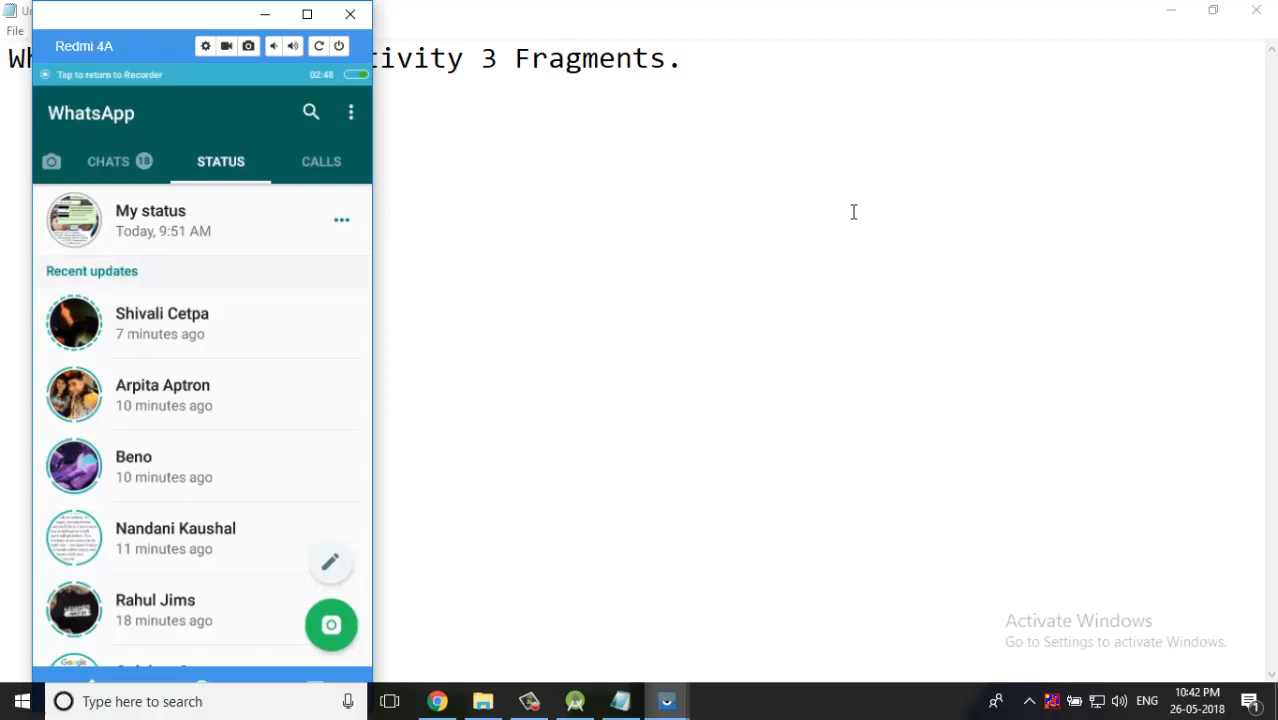 File
Wh
tivity 3 Fragments.
Redmi 4A
Tap to return to Recorder
02:48
WhatsApp
CHATS 10 STATUS CALLS
My status
Today, 9:51 AM
Recent updates
Shivali Cetpa
7 minutes ago
Arpita Aptron
10 minutes ago
Beno
10 minutes ago
Nandani Kaushal
11 minutes ago
Rahul Jims
18 minutes ago
Google
Activate Windows
Go to Settings to activate Windows.
Type here to search
ENG
10:42 PM
26-05-2018
1